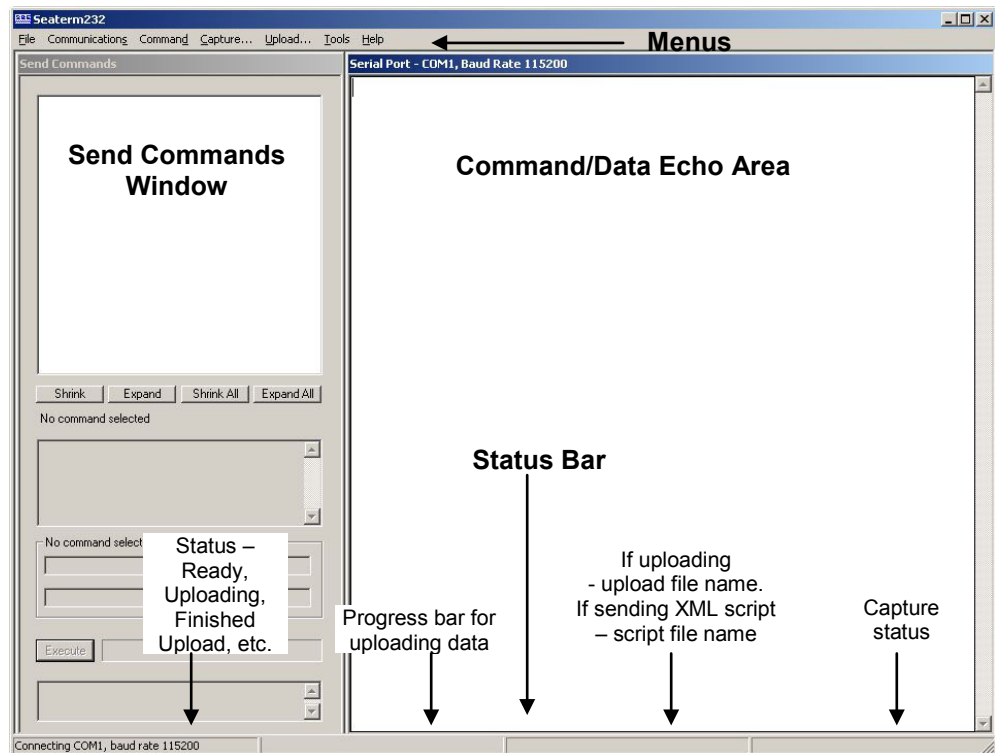 Seaterm232
File Communications Command Capture... Upload... Tools Help
Menus
Send Commands
Serial Port - COM1, Baud Rate 115200
Send Commands
Window
Command/Data Echo Area
Shrink Expand Shrink All Expand All
No command selected
Status Bar
No command selec
Status –
Ready,
Uploading,
Finished
Upload, etc.
Execute
Progress bar for
uploading data
If uploading
- upload file name.
If sending XML script
– script file name
Capture
status
Connecting COM1, baud rate 115200